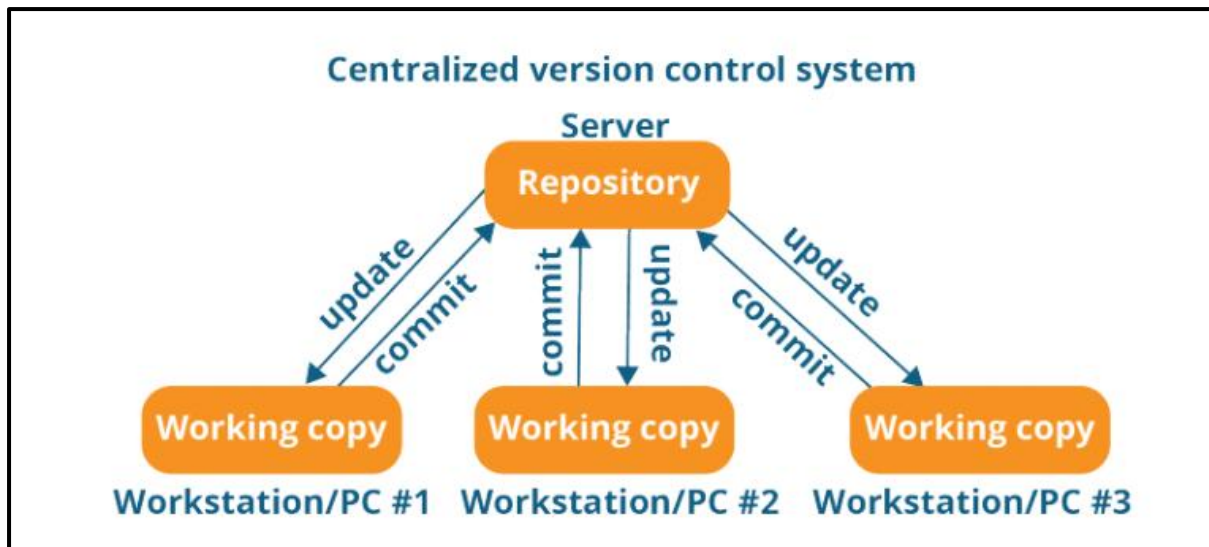 Centralized version control system
Server
Repository
update
commit
commit
update
update
commit
Working copy
Working copy
Working copy
Workstation/PC #1
Workstation/PC #2
Workstation/PC #3